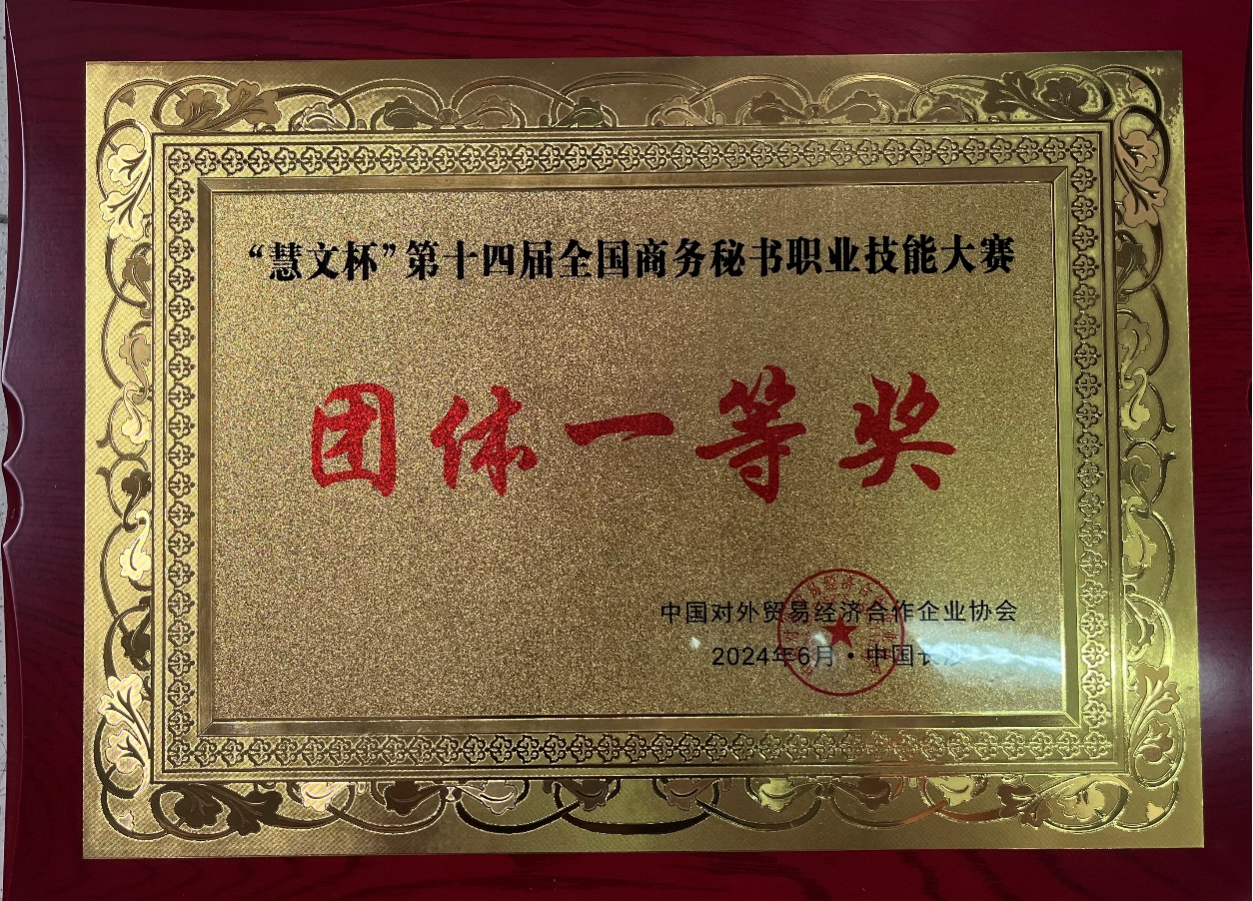 “慧文杯”第十四届全国商务秘书职业技能大赛
团体一等奖
中国对外贸易经济合作企业协会
2024年6月·中国长沙